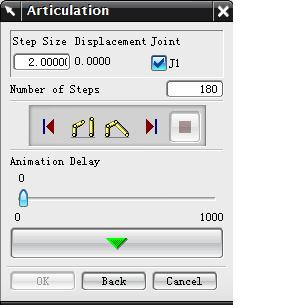 Articulation
Step Size Displacement Joint
2.0000 0.0000 J1
Number of Steps 180
Animation Delay
0
0 1000
OK Back Cancel